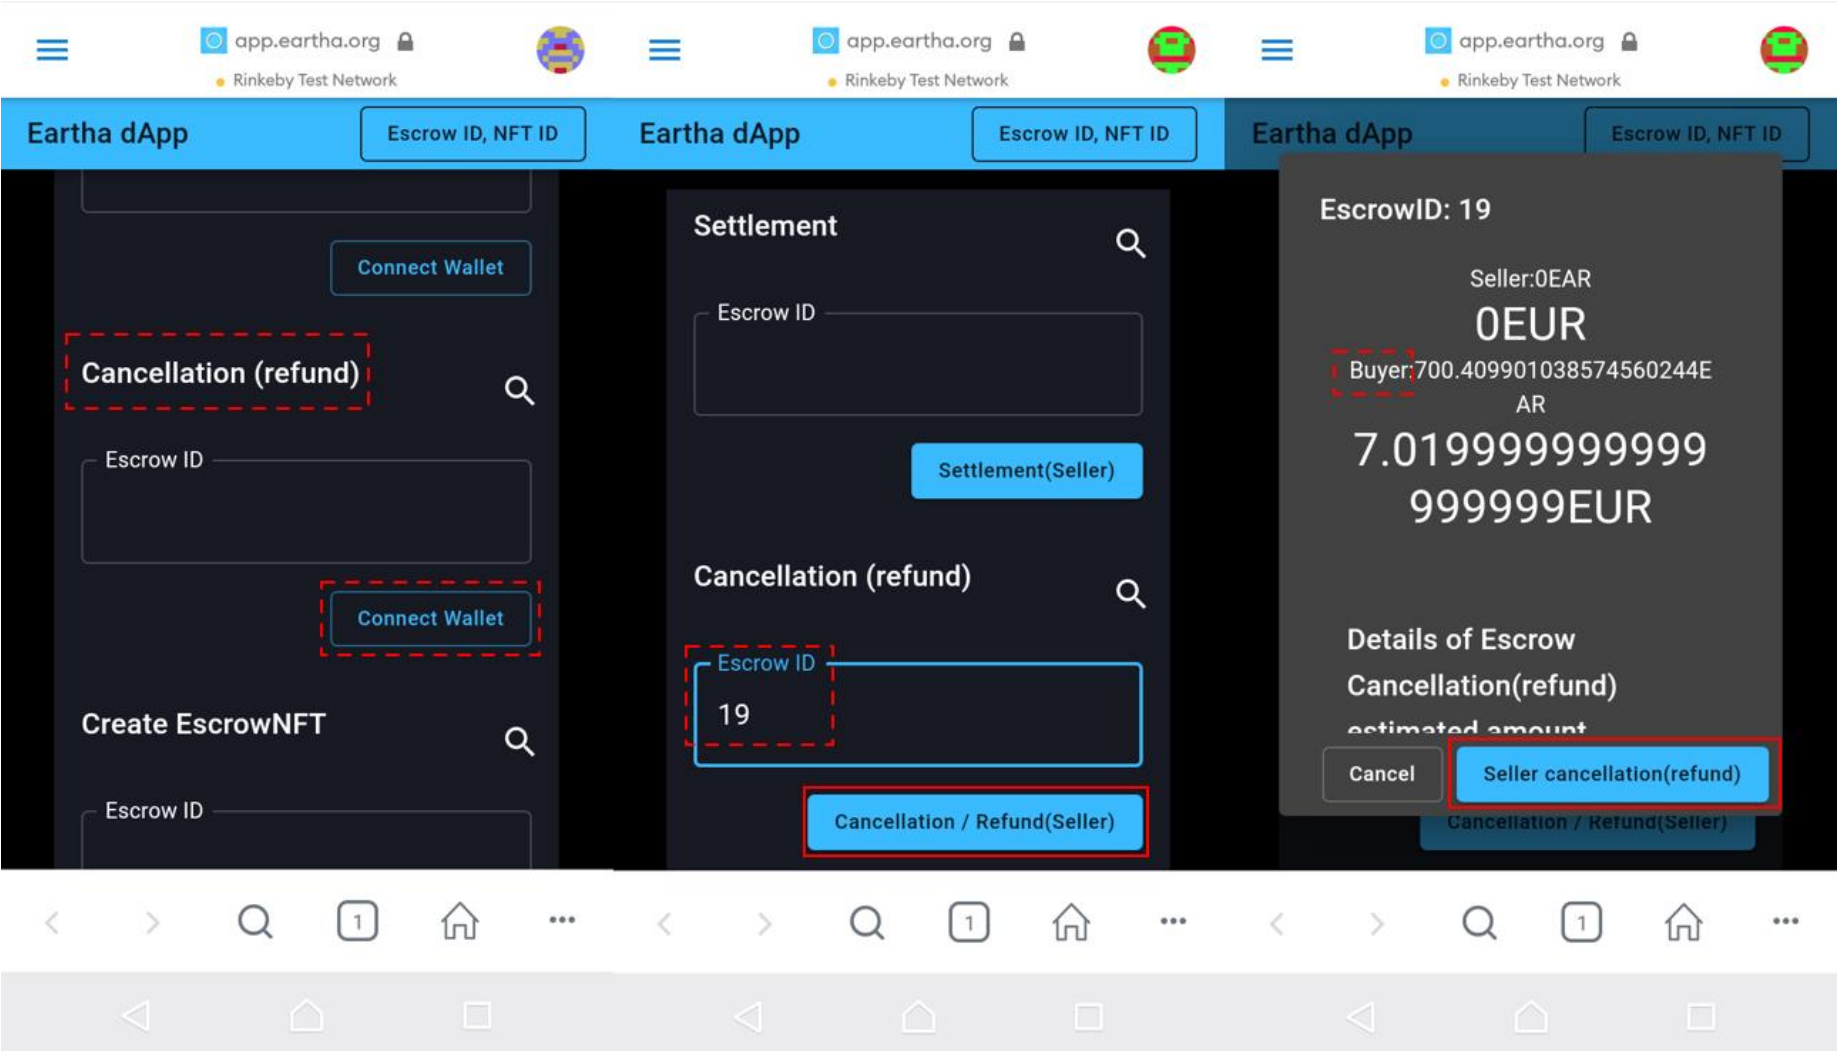 app.eartha.org
Rinkeby Test Network
Eartha dApp
Escrow ID, NFT ID
Connect Wallet
Cancellation (refund)
Escrow ID
Connect Wallet
Create EscrowNFT
Escrow ID
1
app.eartha.org
Rinkeby Test Network
Eartha dApp
Escrow ID, NFT ID
Settlement
Escrow ID
Settlement(Seller)
Cancellation (refund)
Escrow ID
19
Cancellation / Refund(Seller)
1
app.eartha.org
Rinkeby Test Network
Eartha dApp
Escrow ID, NFT ID
EscrowID: 19
Seller:0EAR
0EUR
Buyer:700.409901038574560244E
AR
7.019999999999
999999EUR
Details of Escrow
Cancellation(refund)
estimated amount
Cancel
Seller cancellation(refund)
Cancellation / Refund(Seller)
1